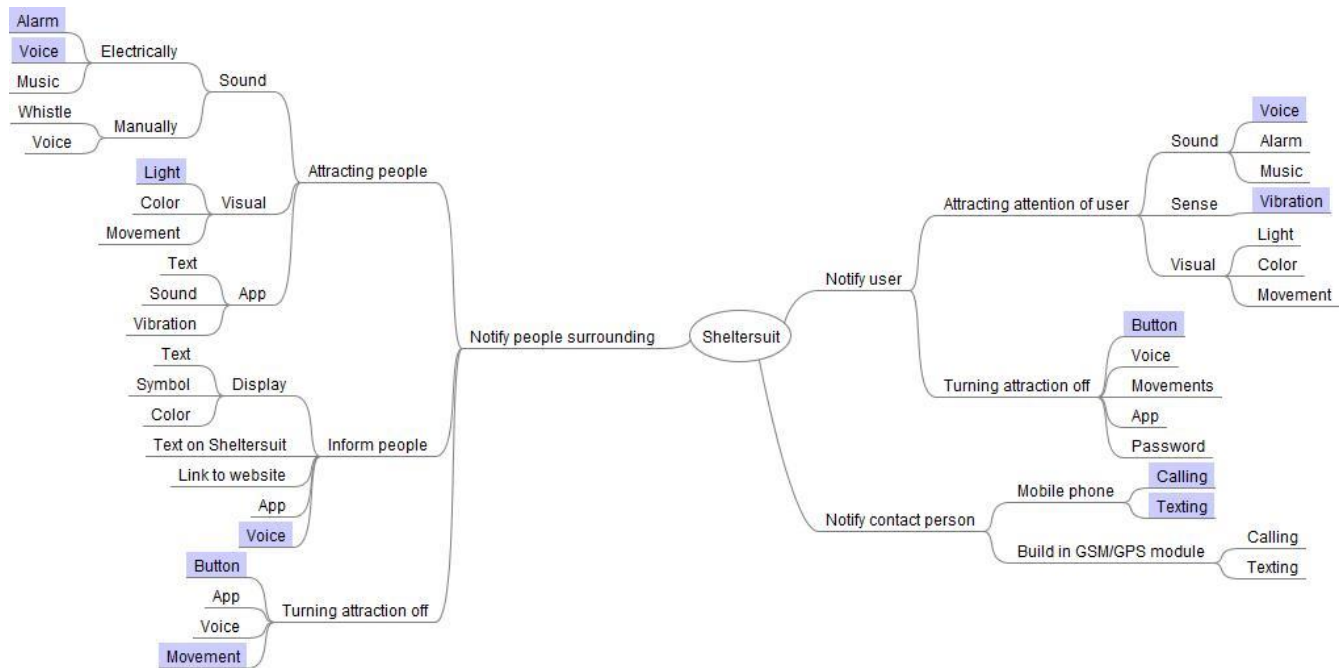 Sheltersuit
Notify people surrounding
Attracting people
Sound
Electrically
Alarm
Voice
Music
Manually
Whistle
Voice
Visual
Light
Color
Movement
App
Text
Sound
Vibration
Inform people
Display
Text
Symbol
Color
Text on Sheltersuit
Link to website
App
Voice
Turning attraction off
Button
App
Voice
Movement
Notify user
Attracting attention of user
Sound
Voice
Alarm
Music
Sense
Vibration
Visual
Light
Color
Movement
Turning attraction off
Button
Voice
Movements
App
Password
Notify contact person
Mobile phone
Calling
Texting
Build in GSM/GPS module
Calling
Texting